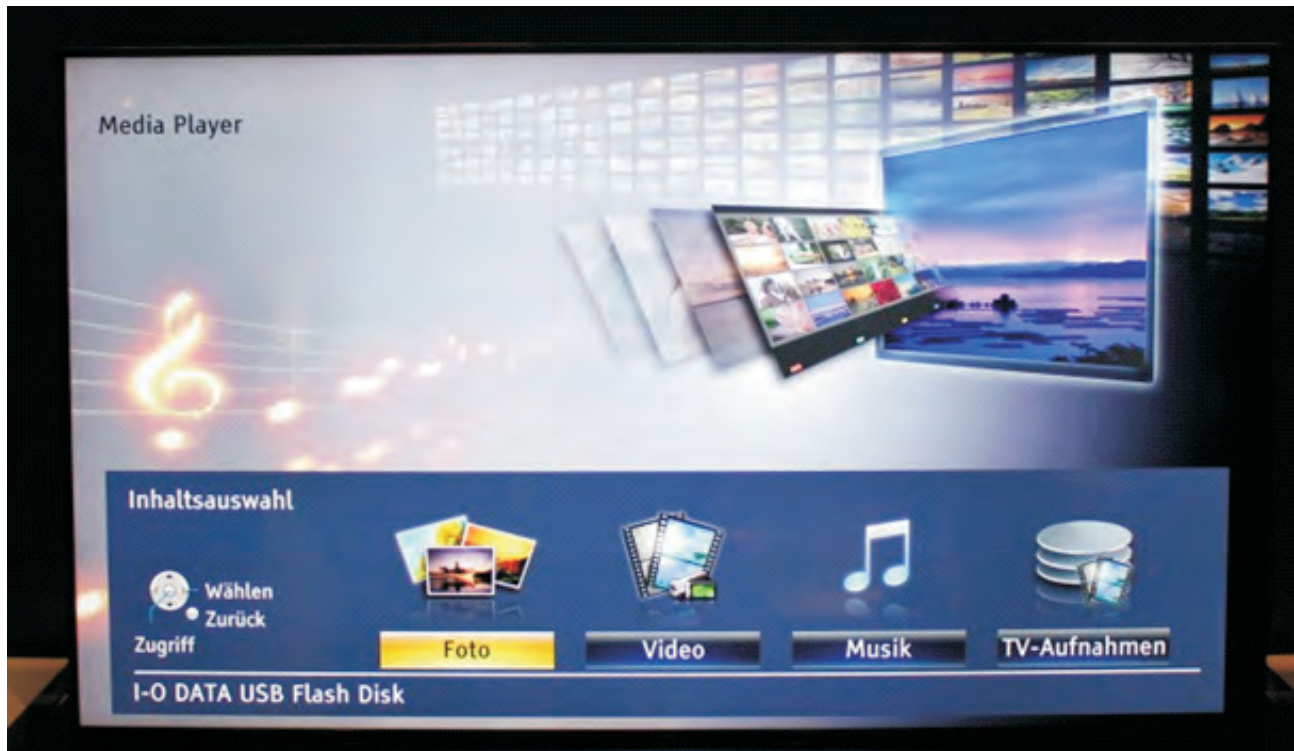 Media Player
Inhaltsauswahl
Wählen
Zurück
Zugriff
Foto Video Musik TV-Aufnahmen
I-O DATA USB Flash Disk